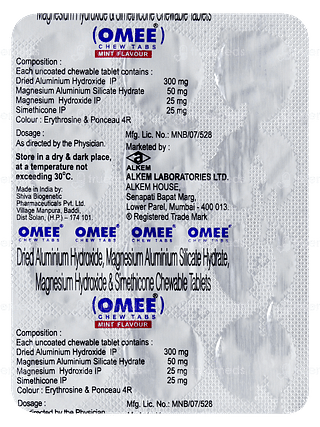 Magnesium Hydroxide & Simethicone Chewable Tablets
(OMEE®)
CHEW TABS
MINT FLAVOUR
Composition :
Each uncoated chewable tablet contains :
Dried Aluminium Hydroxide IP 300 mg
Magnesium Aluminium Silicate Hydrate 50 mg
Magnesium Hydroxide IP 25 mg
Simethicone IP 25 mg
Colour : Erythrosine & Ponceau 4R
Dosage :
As directed by the Physician.
Store in a dry & dark place,
at a temperature not
exceeding 30°C.
Made in India by:
Shiva Biogenetic
Pharmaceuticals Pvt. Ltd.
Village Manpura, Baddi,
Dist Solan, (H.P.) – 174 101.
Mfg. Lic. No.: MNB/07/528
Marketed by :
ALKEM
ALKEM LABORATORIES LTD.
ALKEM HOUSE,
Senapati Bapat Marg,
Lower Parel, Mumbai - 400 013.
® Registered Trade Mark
OMEE® OMEE® OMEE® OMEE®
CHEW TABS CHEW TABS CHEW TABS CHEW TABS
Dried Aluminium Hydroxide, Magnesium Aluminium Silicate Hydrate,
Magnesium Hydroxide & Simethicone Chewable Tablets
(OMEE®)
CHEW TABS
MINT FLAVOUR
Composition :
Each uncoated chewable tablet contains :
Dried Aluminium Hydroxide IP 300 mg
Magnesium Aluminium Silicate Hydrate 50 mg
Magnesium Hydroxide IP 25 mg
Simethicone IP 25 mg
Colour : Erythrosine & Ponceau 4R
Dosage : Mfg. Lic. No.: MNB/07/528
directed by the Physician. Marketed by :